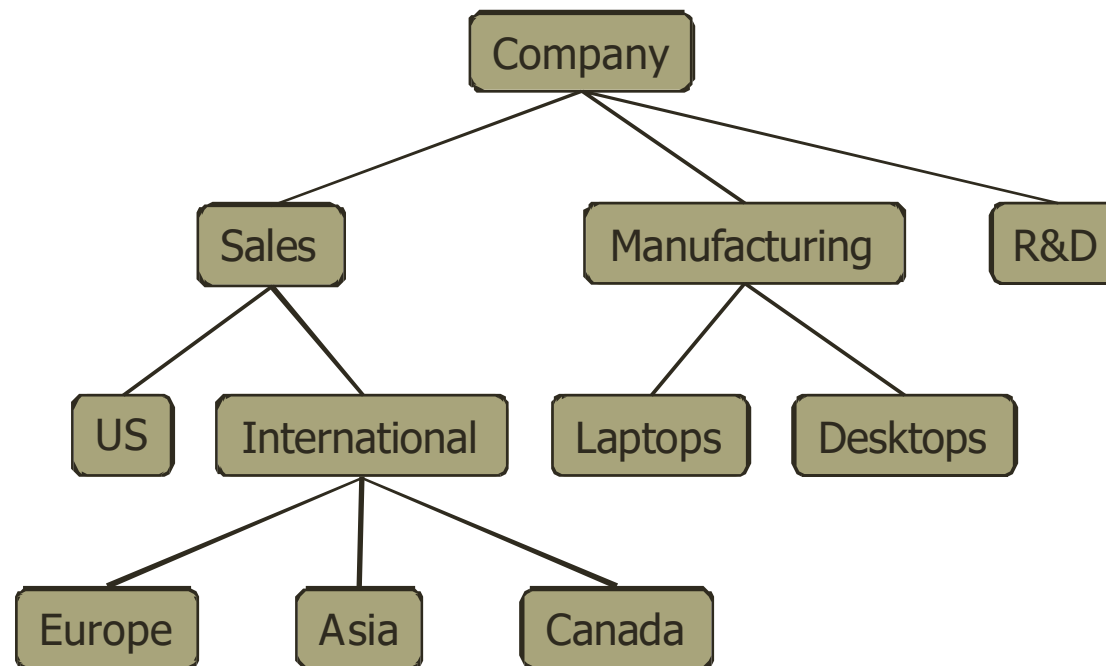 Company
Sales Manufacturing R&D
US International Laptops Desktops
Europe Asia Canada